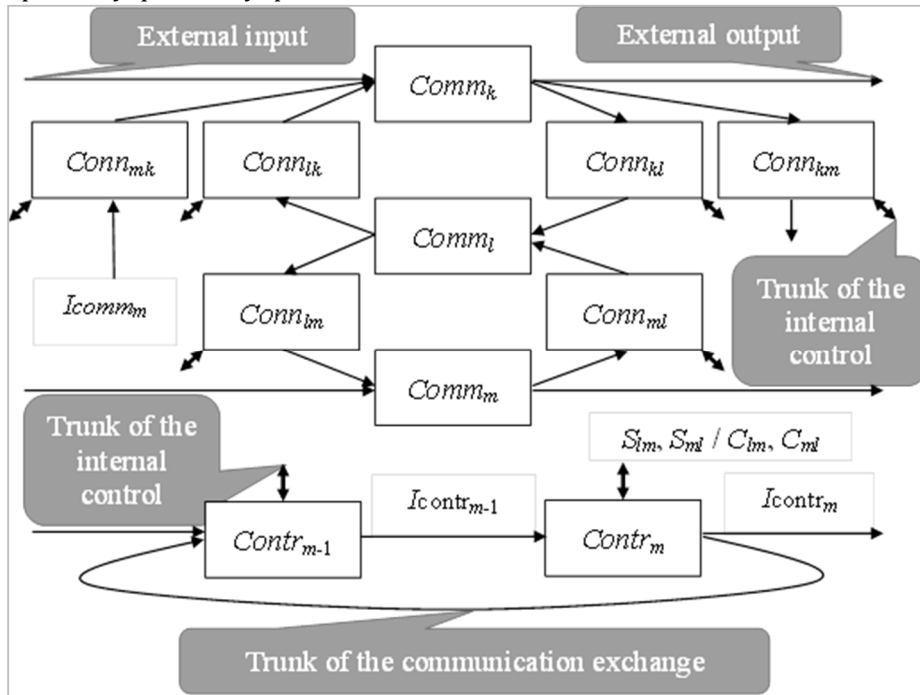 External input
External output
Comm_k
Conn_mk
Conn_lk
Conn_kl
Conn_km
Comm_l
Icomm_m
Conn_lm
Conn_ml
Trunk of the
internal
control
Comm_m
Trunk of the
internal
control
S_lm, S_ml / C_lm, C_ml
Icontr_m-1
Icontr_m
Contr_m-1
Contr_m
Trunk of the communication exchange